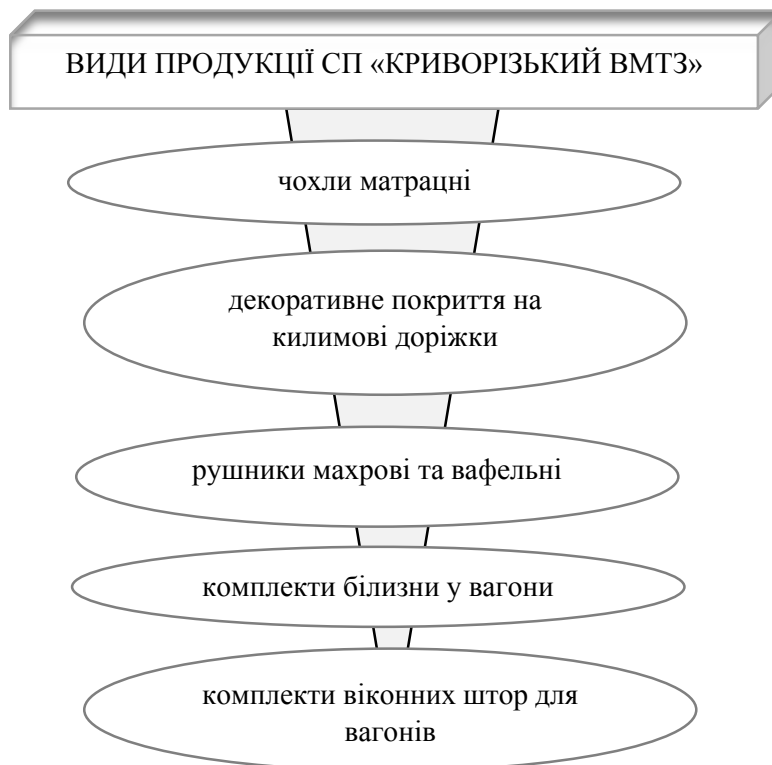 ВИДИ ПРОДУКЦІЇ СП «КРИВОРІЗЬКИЙ ВМТЗ»
чохли матрацні
декоративне покриття на
килимові доріжки
рушники махрові та вафельні
комплекти білизни у вагони
комплекти віконних штор для
вагонів